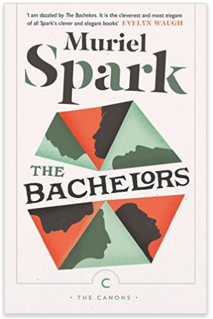 'I am dazzled by The Bachelors. It is the cleverest and most elegant
of all Spark's clever and elegant books' EVELYN WAUGH
Muriel
Spark
THE
BACHELORS
C
• THE CANONS •